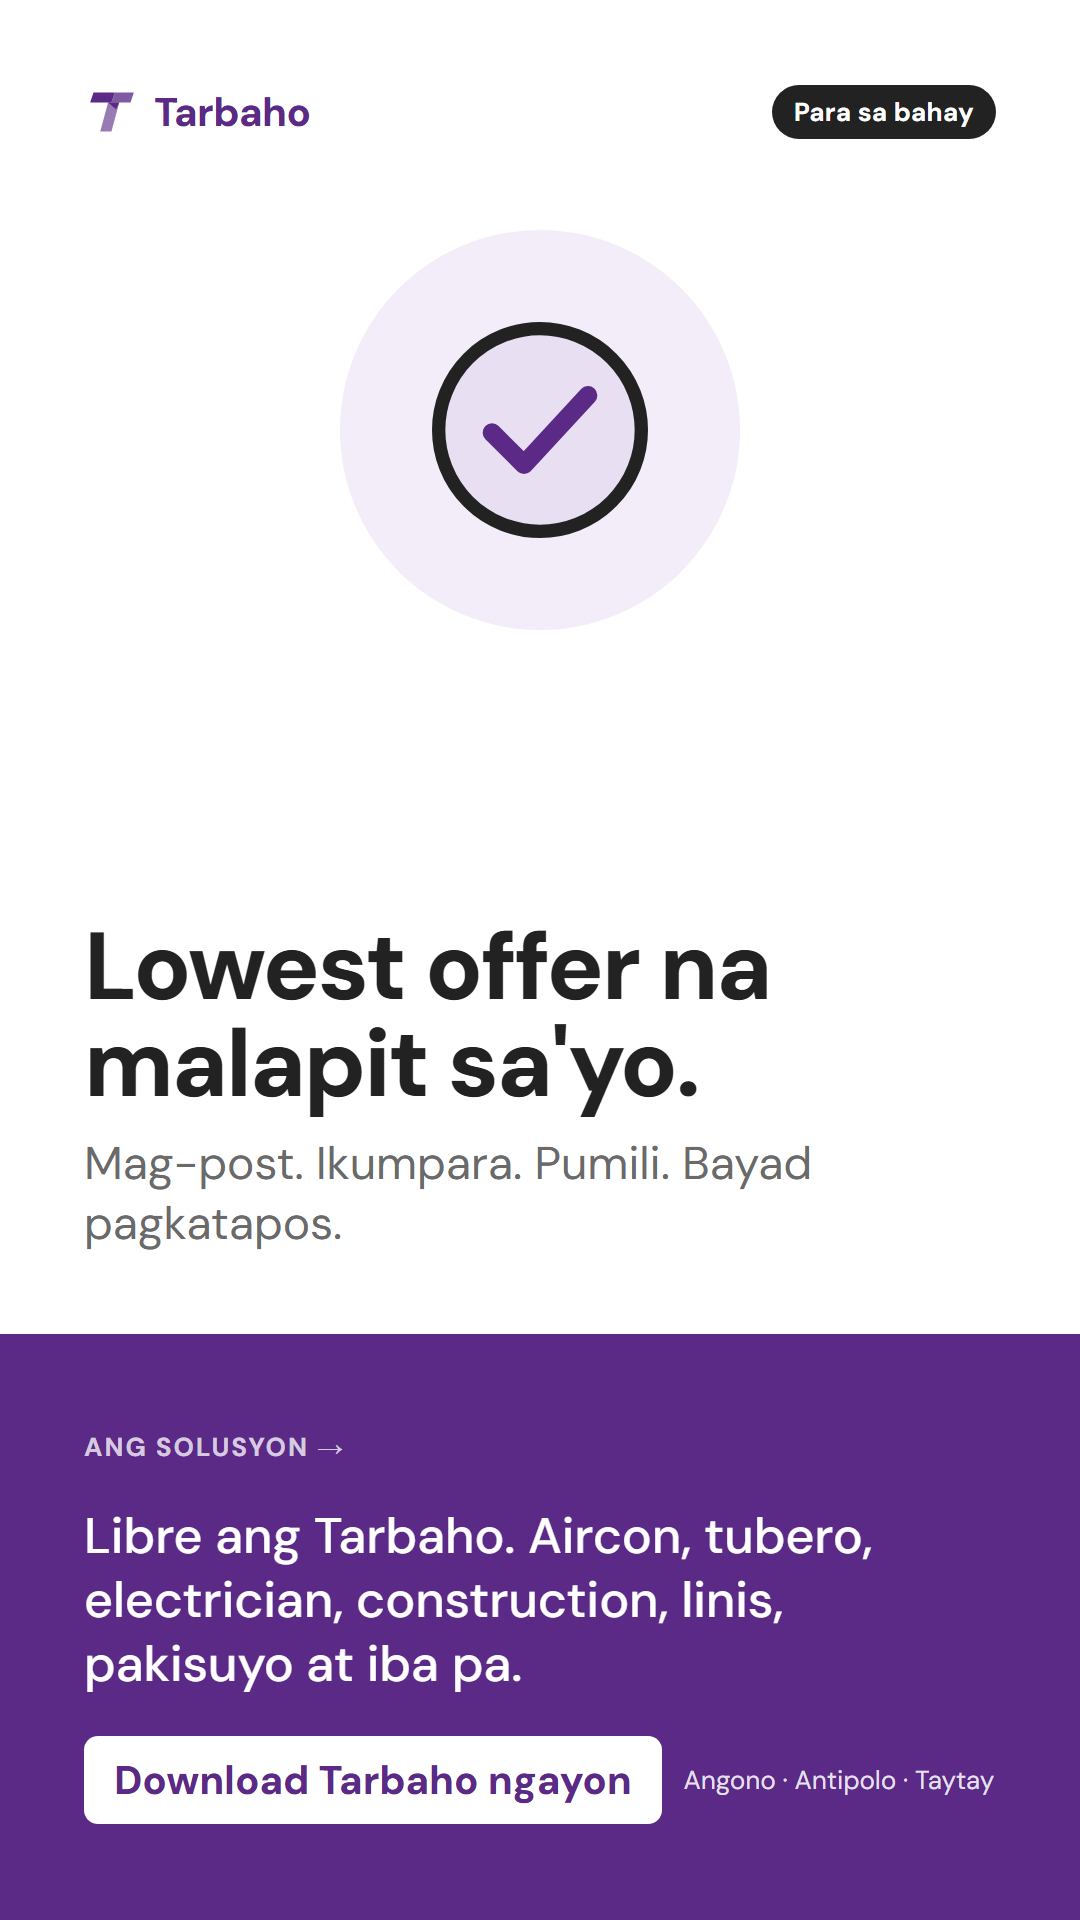 Tarbaho
Para sa bahay
Lowest offer na
malapit sa'yo.
Mag-post. Ikumpara. Pumili. Bayad
pagkatapos.
ANG SOLUSYON →
Libre ang Tarbaho. Aircon, tubero,
electrician, construction, linis,
pakisuyo at iba pa.
Download Tarbaho ngayon
Angono · Antipolo · Taytay